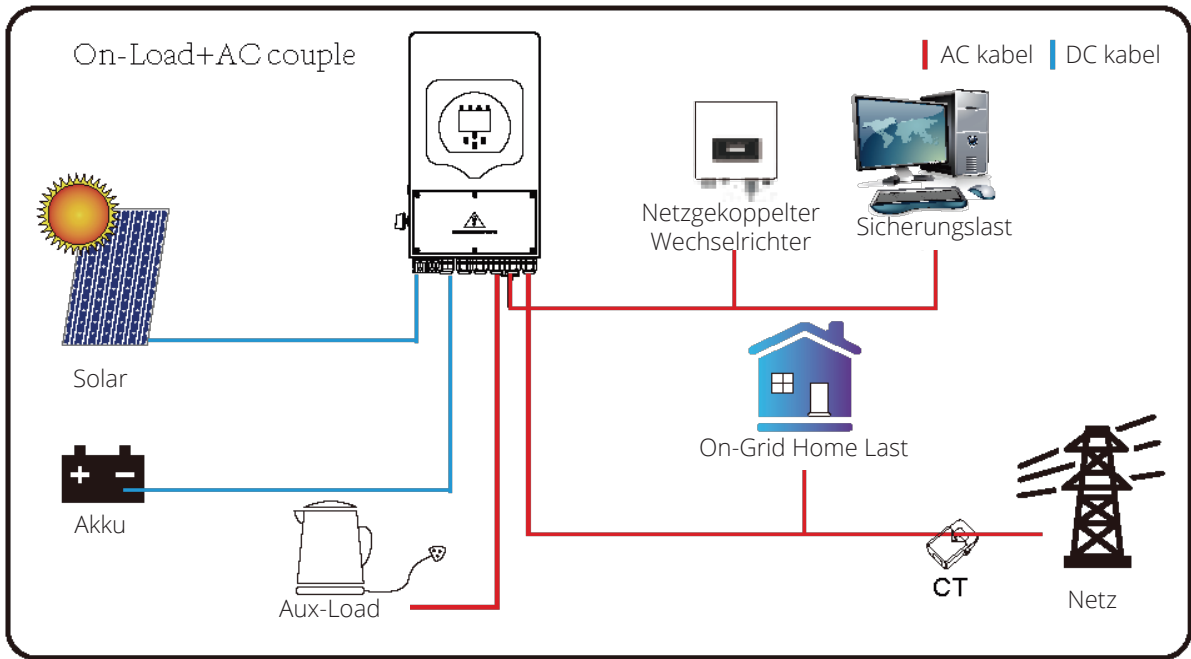 On-Load+AC couple
AC kabel
DC kabel
Netzgekoppelter
Wechselrichter
Sicherungslast
Solar
On-Grid Home Last
Akku
Aux-Load
CT
Netz